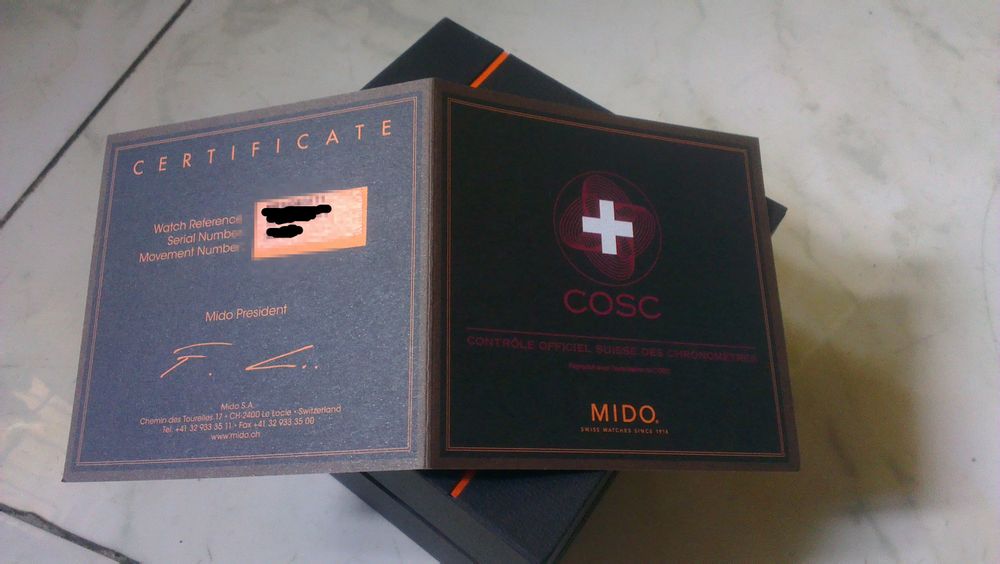 CERTIFICATE
Watch Reference
Serial Number
Movement Number
Mido President
F. C..
Mido S.A.
Chemin des Tourelles 17 - CH-2400 Le Locle - Switzerland
Tel. +41 32 933 35 11 - Fax +41 32 933 35 00
www.mido.ch
COSC
CONTRÔLE OFFICIEL SUISSE DES CHRONOMÈTRES
MIDO
SWISS WATCHES SINCE 1918